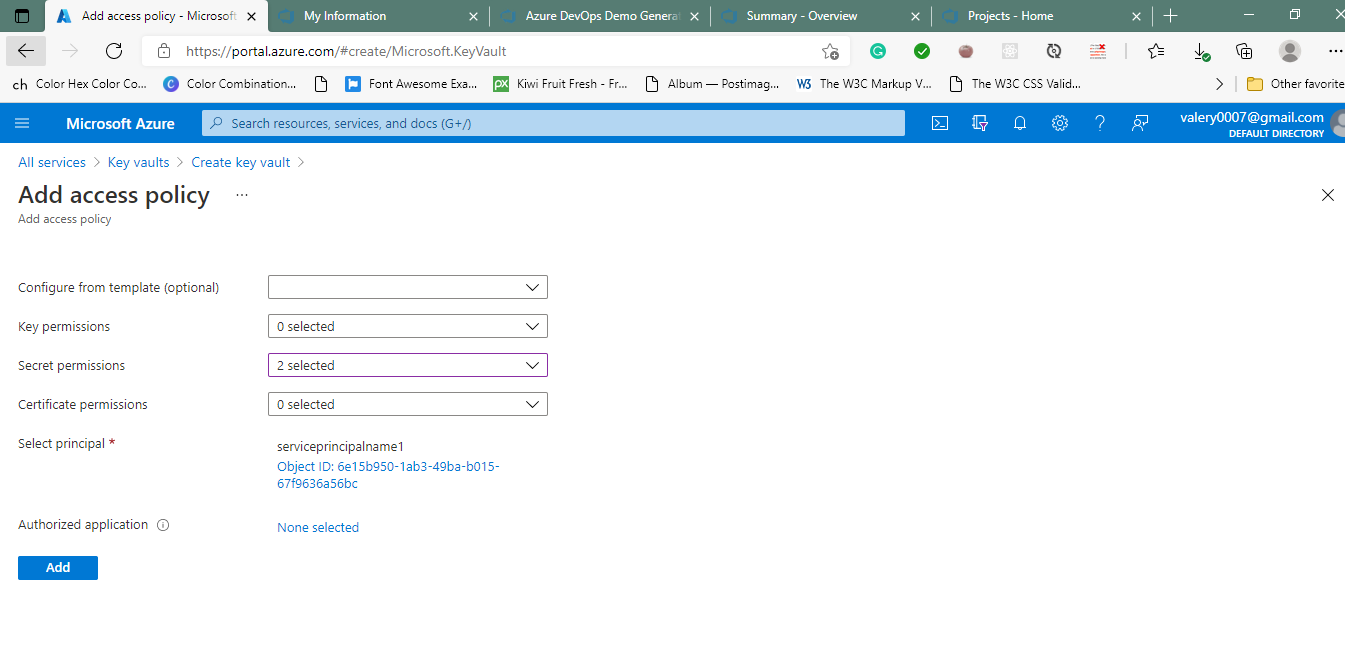 Add access policy - Microsoft
My Information
Azure DevOps Demo Genera
Summary - Overview
Projects - Home
https://portal.azure.com/#create/Microsoft.KeyVault
ch Color Hex Color Co...
C Color Combination...
Font Awesome Exa...
px Kiwi Fruit Fresh - Fr...
Album — Postimag...
W3 The W3C Markup V...
The W3C CSS Valid...
Other favorite
Microsoft Azure
Search resources, services, and docs (G+/)
valery0007@gmail.com
DEFAULT DIRECTORY
All services > Key vaults > Create key vault >
Add access policy ...
Add access policy
Configure from template (optional)
Key permissions
0 selected
Secret permissions
2 selected
Certificate permissions
0 selected
Select principal *
serviceprincipalname1
Object ID: 6e15b950-1ab3-49ba-b015-
67f9636a56bc
Authorized application
None selected
Add